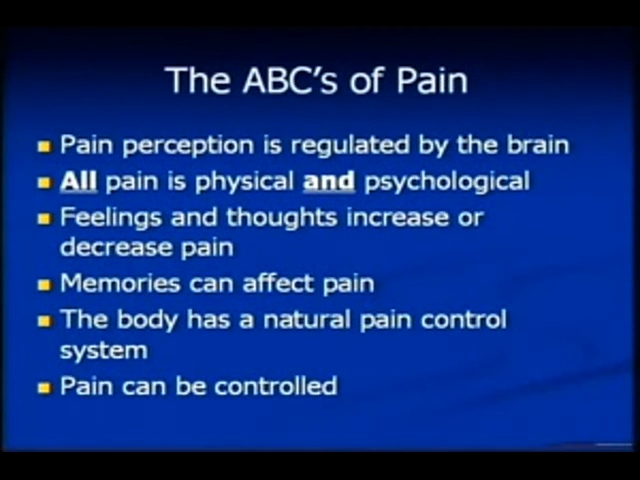 The ABC's of Pain
Pain perception is regulated by the brain
All pain is physical and psychological
Feelings and thoughts increase or
decrease pain
Memories can affect pain
The body has a natural pain control
system
Pain can be controlled